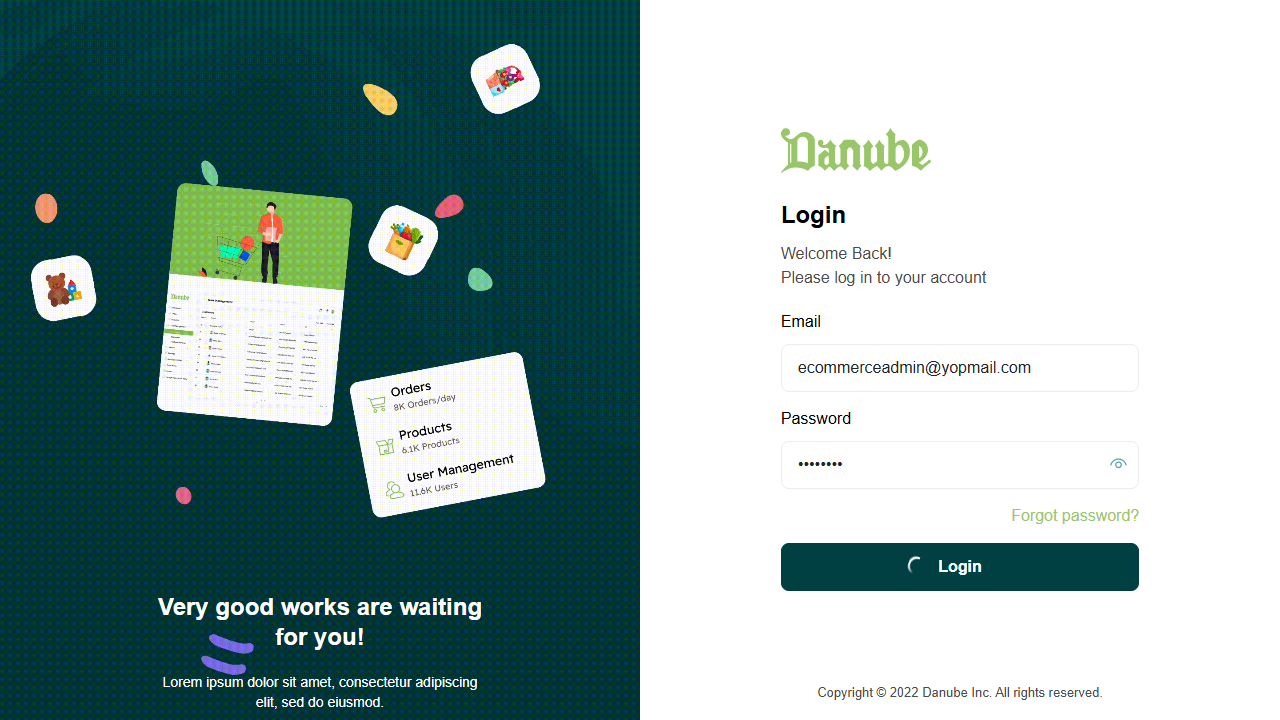 Danube
Orders
8K Orders/day
Products
6.1K Products
User Management
11.6K Users
Very good works are waiting
for you!
Lorem ipsum dolor sit amet, consectetur adipiscing
elit, sed do eiusmod.
Danube
Login
Welcome Back!
Please log in to your account
Email
ecommerceadmin@yopmail.com
Password
••••••••
Forgot password?
Login
Copyright © 2022 Danube Inc. All rights reserved.